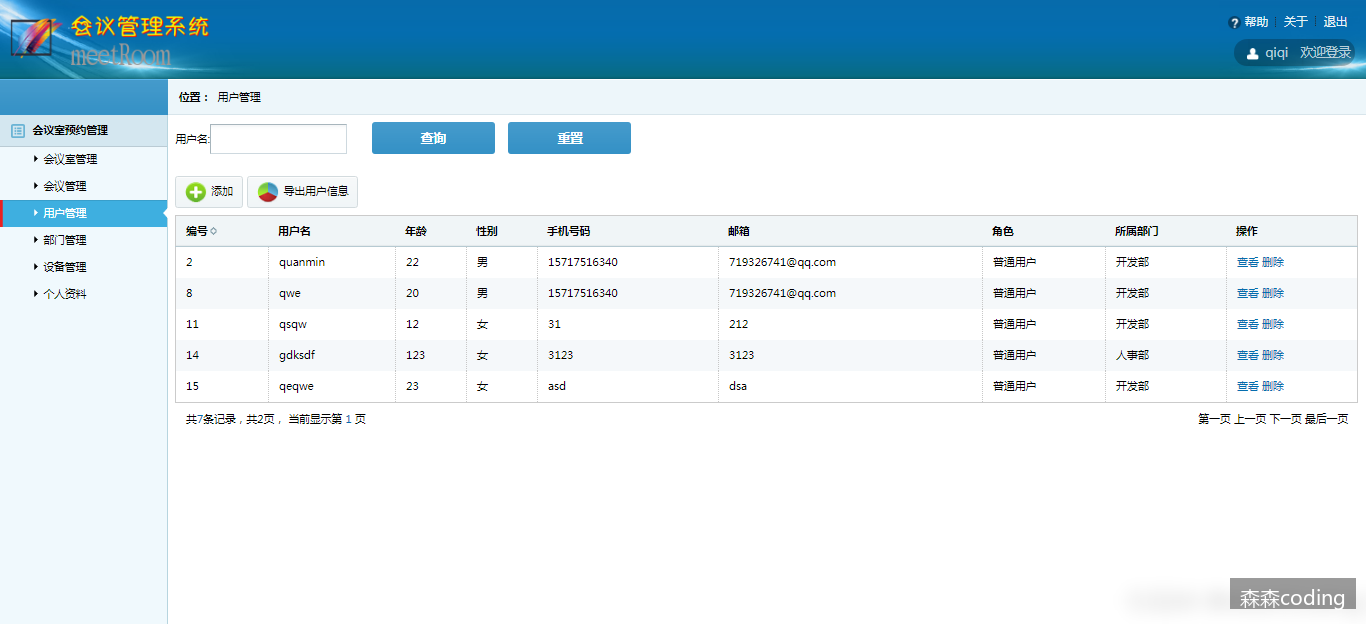 会议管理系统
meetRoom
帮助 关于 退出
qiqi 欢迎登录
位置： 用户管理
会议室预约管理
会议室管理
会议管理
用户管理
部门管理
设备管理
个人资料
用户名: 查询 重置
添加 导出用户信息
编号 用户名 年龄 性别 手机号码 邮箱 角色 所属部门 操作
2 quanmin 22 男 15717516340 719326741@qq.com 普通用户 开发部 查看 删除
8 qwe 20 男 15717516340 719326741@qq.com 普通用户 开发部 查看 删除
11 qsqw 12 女 31 212 普通用户 开发部 查看 删除
14 gdksdf 123 女 3123 3123 普通用户 人事部 查看 删除
15 qeqwe 23 女 asd dsa 普通用户 开发部 查看 删除
共7条记录，共2页， 当前显示第 1 页 第一页 上一页 下一页 最后一页
森森coding